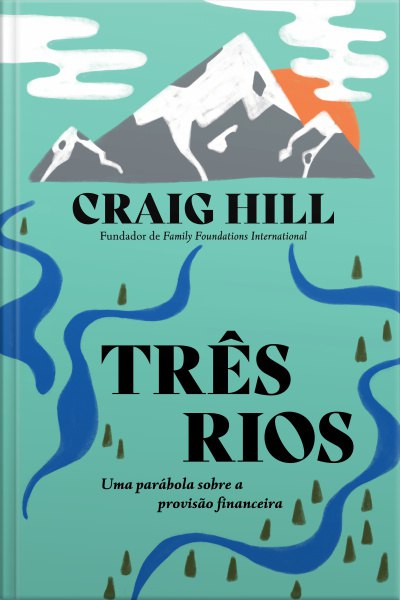 CRAIG HILL
Fundador de Family Foundations International
TRÊS
RIOS
Uma parábola sobre a
provisão financeira